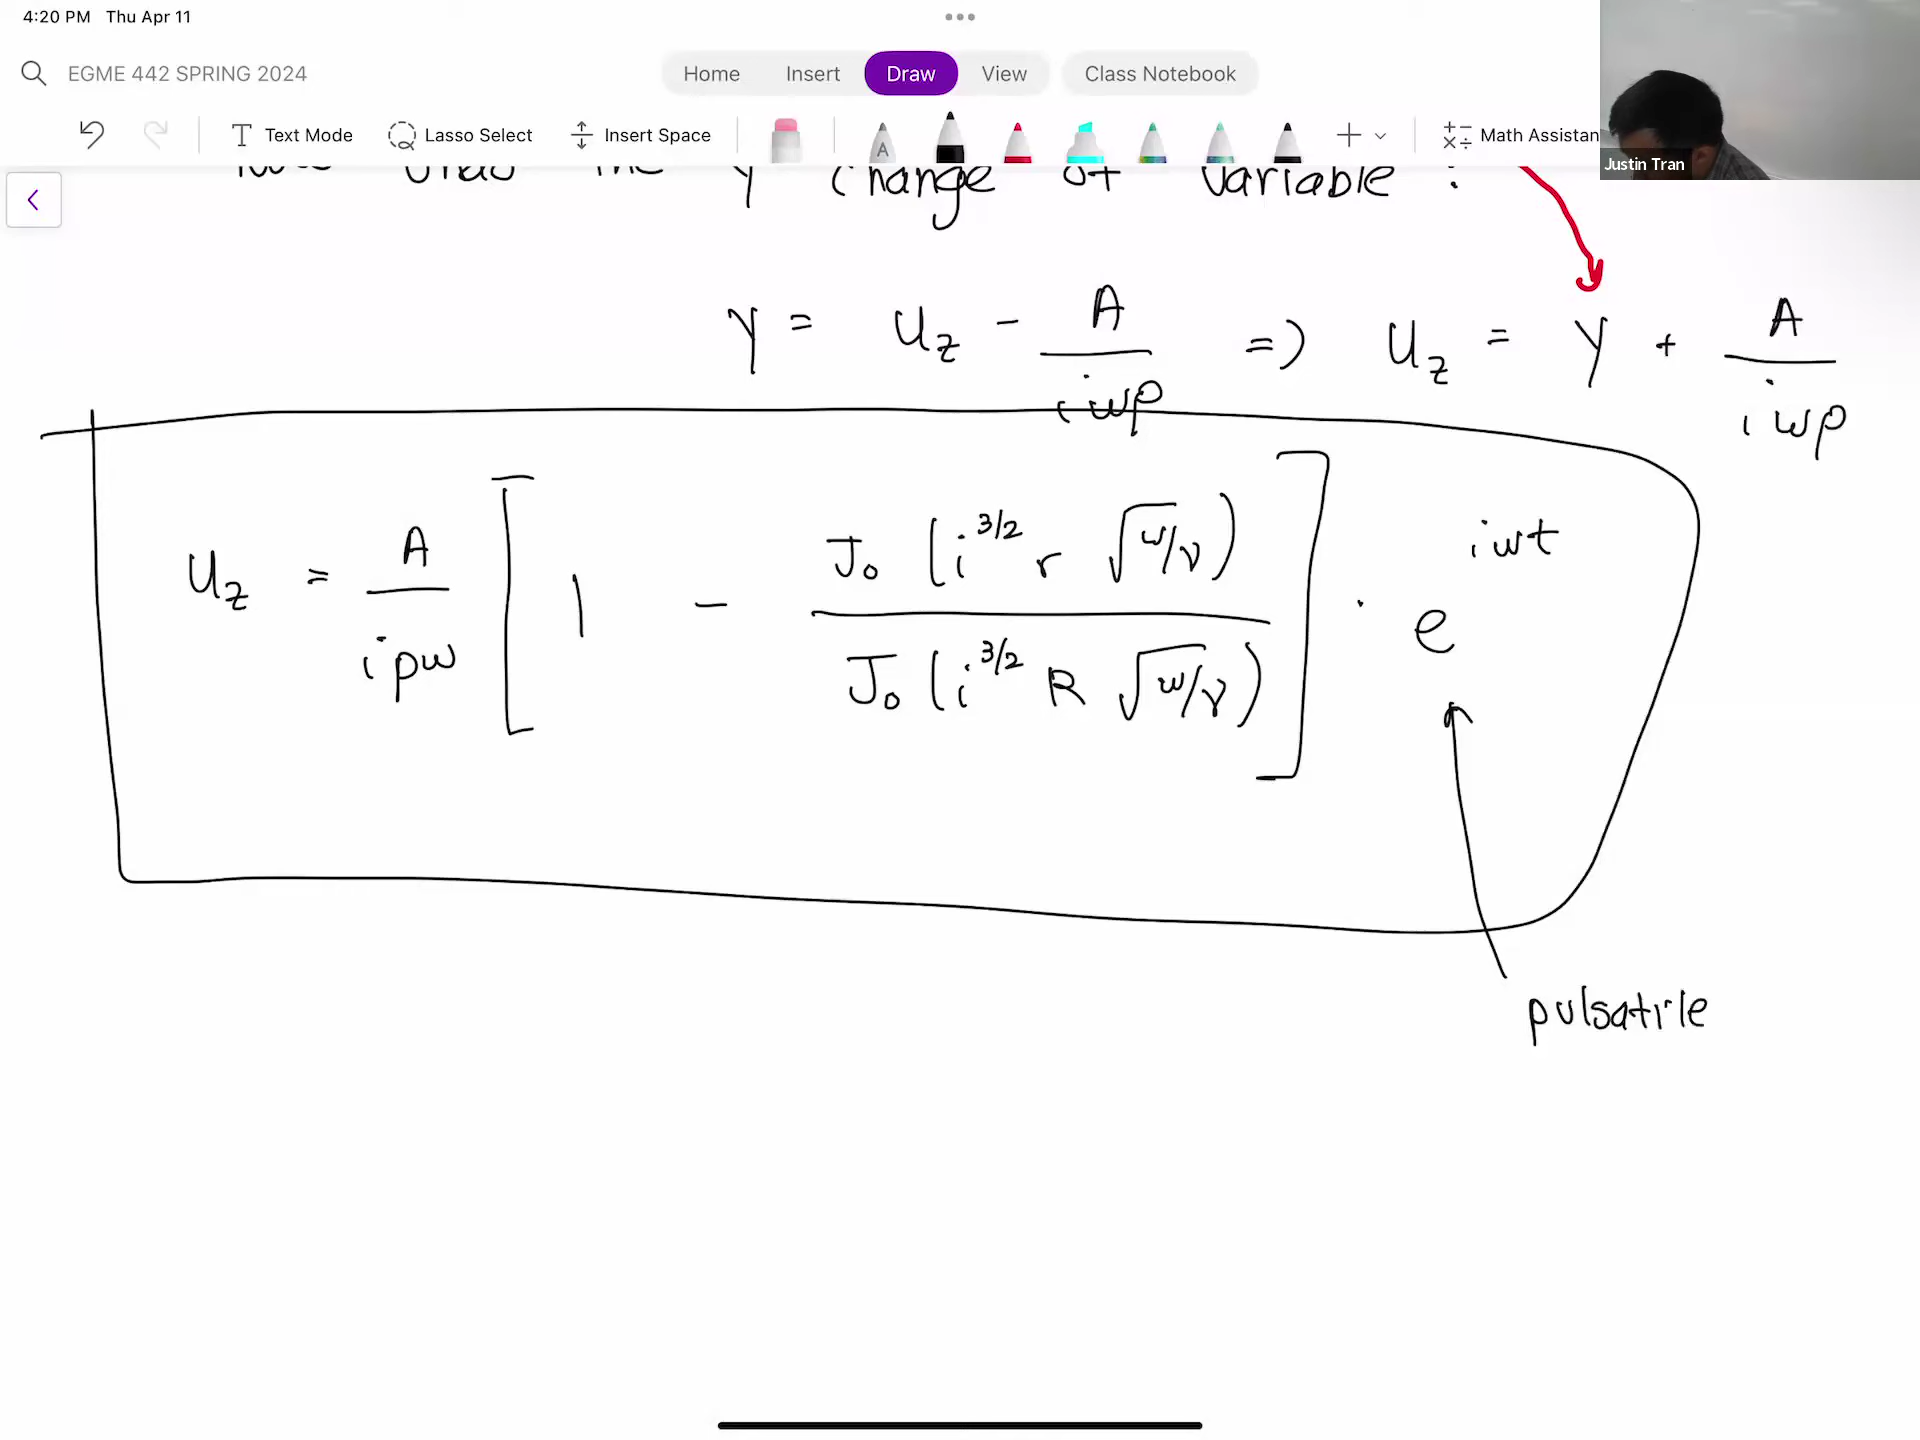 4:20 PM Thu Apr 11
EGME 442 SPRING 2024
Home Insert Draw View Class Notebook
Text Mode Lasso Select Insert Space A Math Assistan
Justin Tran
the Y change of variable :
Y = u_z - A/(iωρ) => u_z = Y + A/(iωρ)
u_z = A/(iρω) [ 1 - J₀ (i^{3/2} r √(ω/ν)) / J₀ (i^{3/2} R √(ω/ν)) ] · e^{iωt}
pulsatile